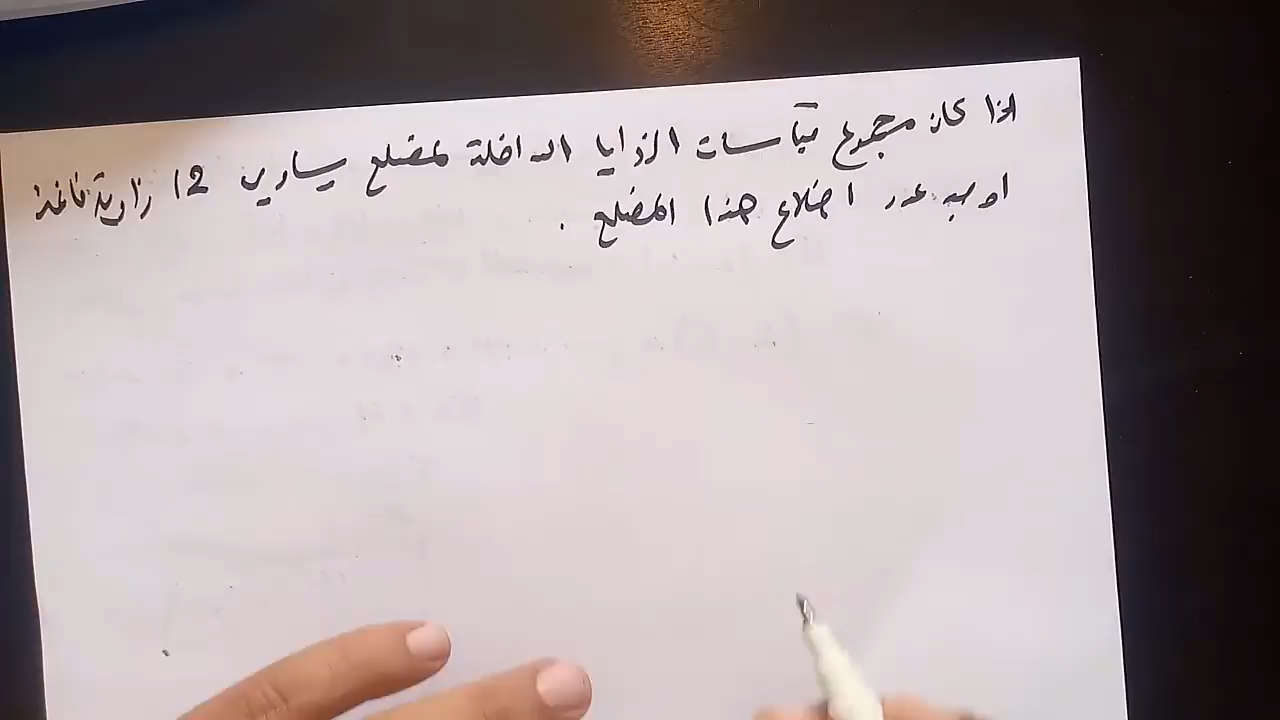 اذا كان مجموع قياسات الزوايا الداخلة لمضلع يساوي 12 زاوية قائمة
اوجد عدد اضلاع هذا المضلع .